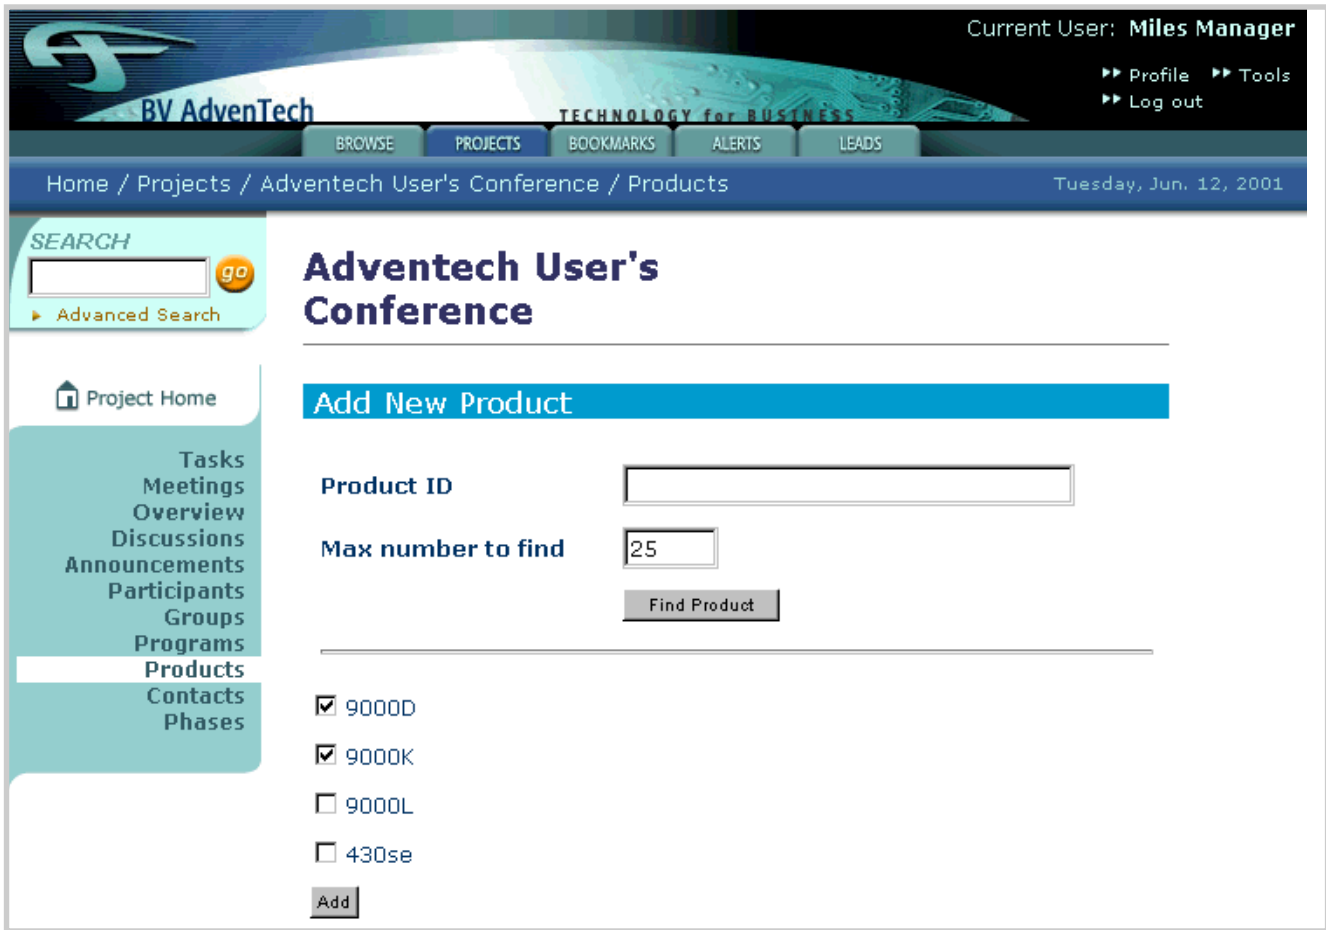 Current User: Miles Manager
Profile Tools
Log out
BV AdvenTech
TECHNOLOGY for BUSINESS
BROWSE PROJECTS BOOKMARKS ALERTS LEADS
Home / Projects / Adventech User's Conference / Products
Tuesday, Jun. 12, 2001
SEARCH
go
Advanced Search
Project Home
Tasks
Meetings
Overview
Discussions
Announcements
Participants
Groups
Programs
Products
Contacts
Phases
Adventech User's
Conference
Add New Product
Product ID
Max number to find 25
Find Product
9000D
9000K
9000L
430se
Add